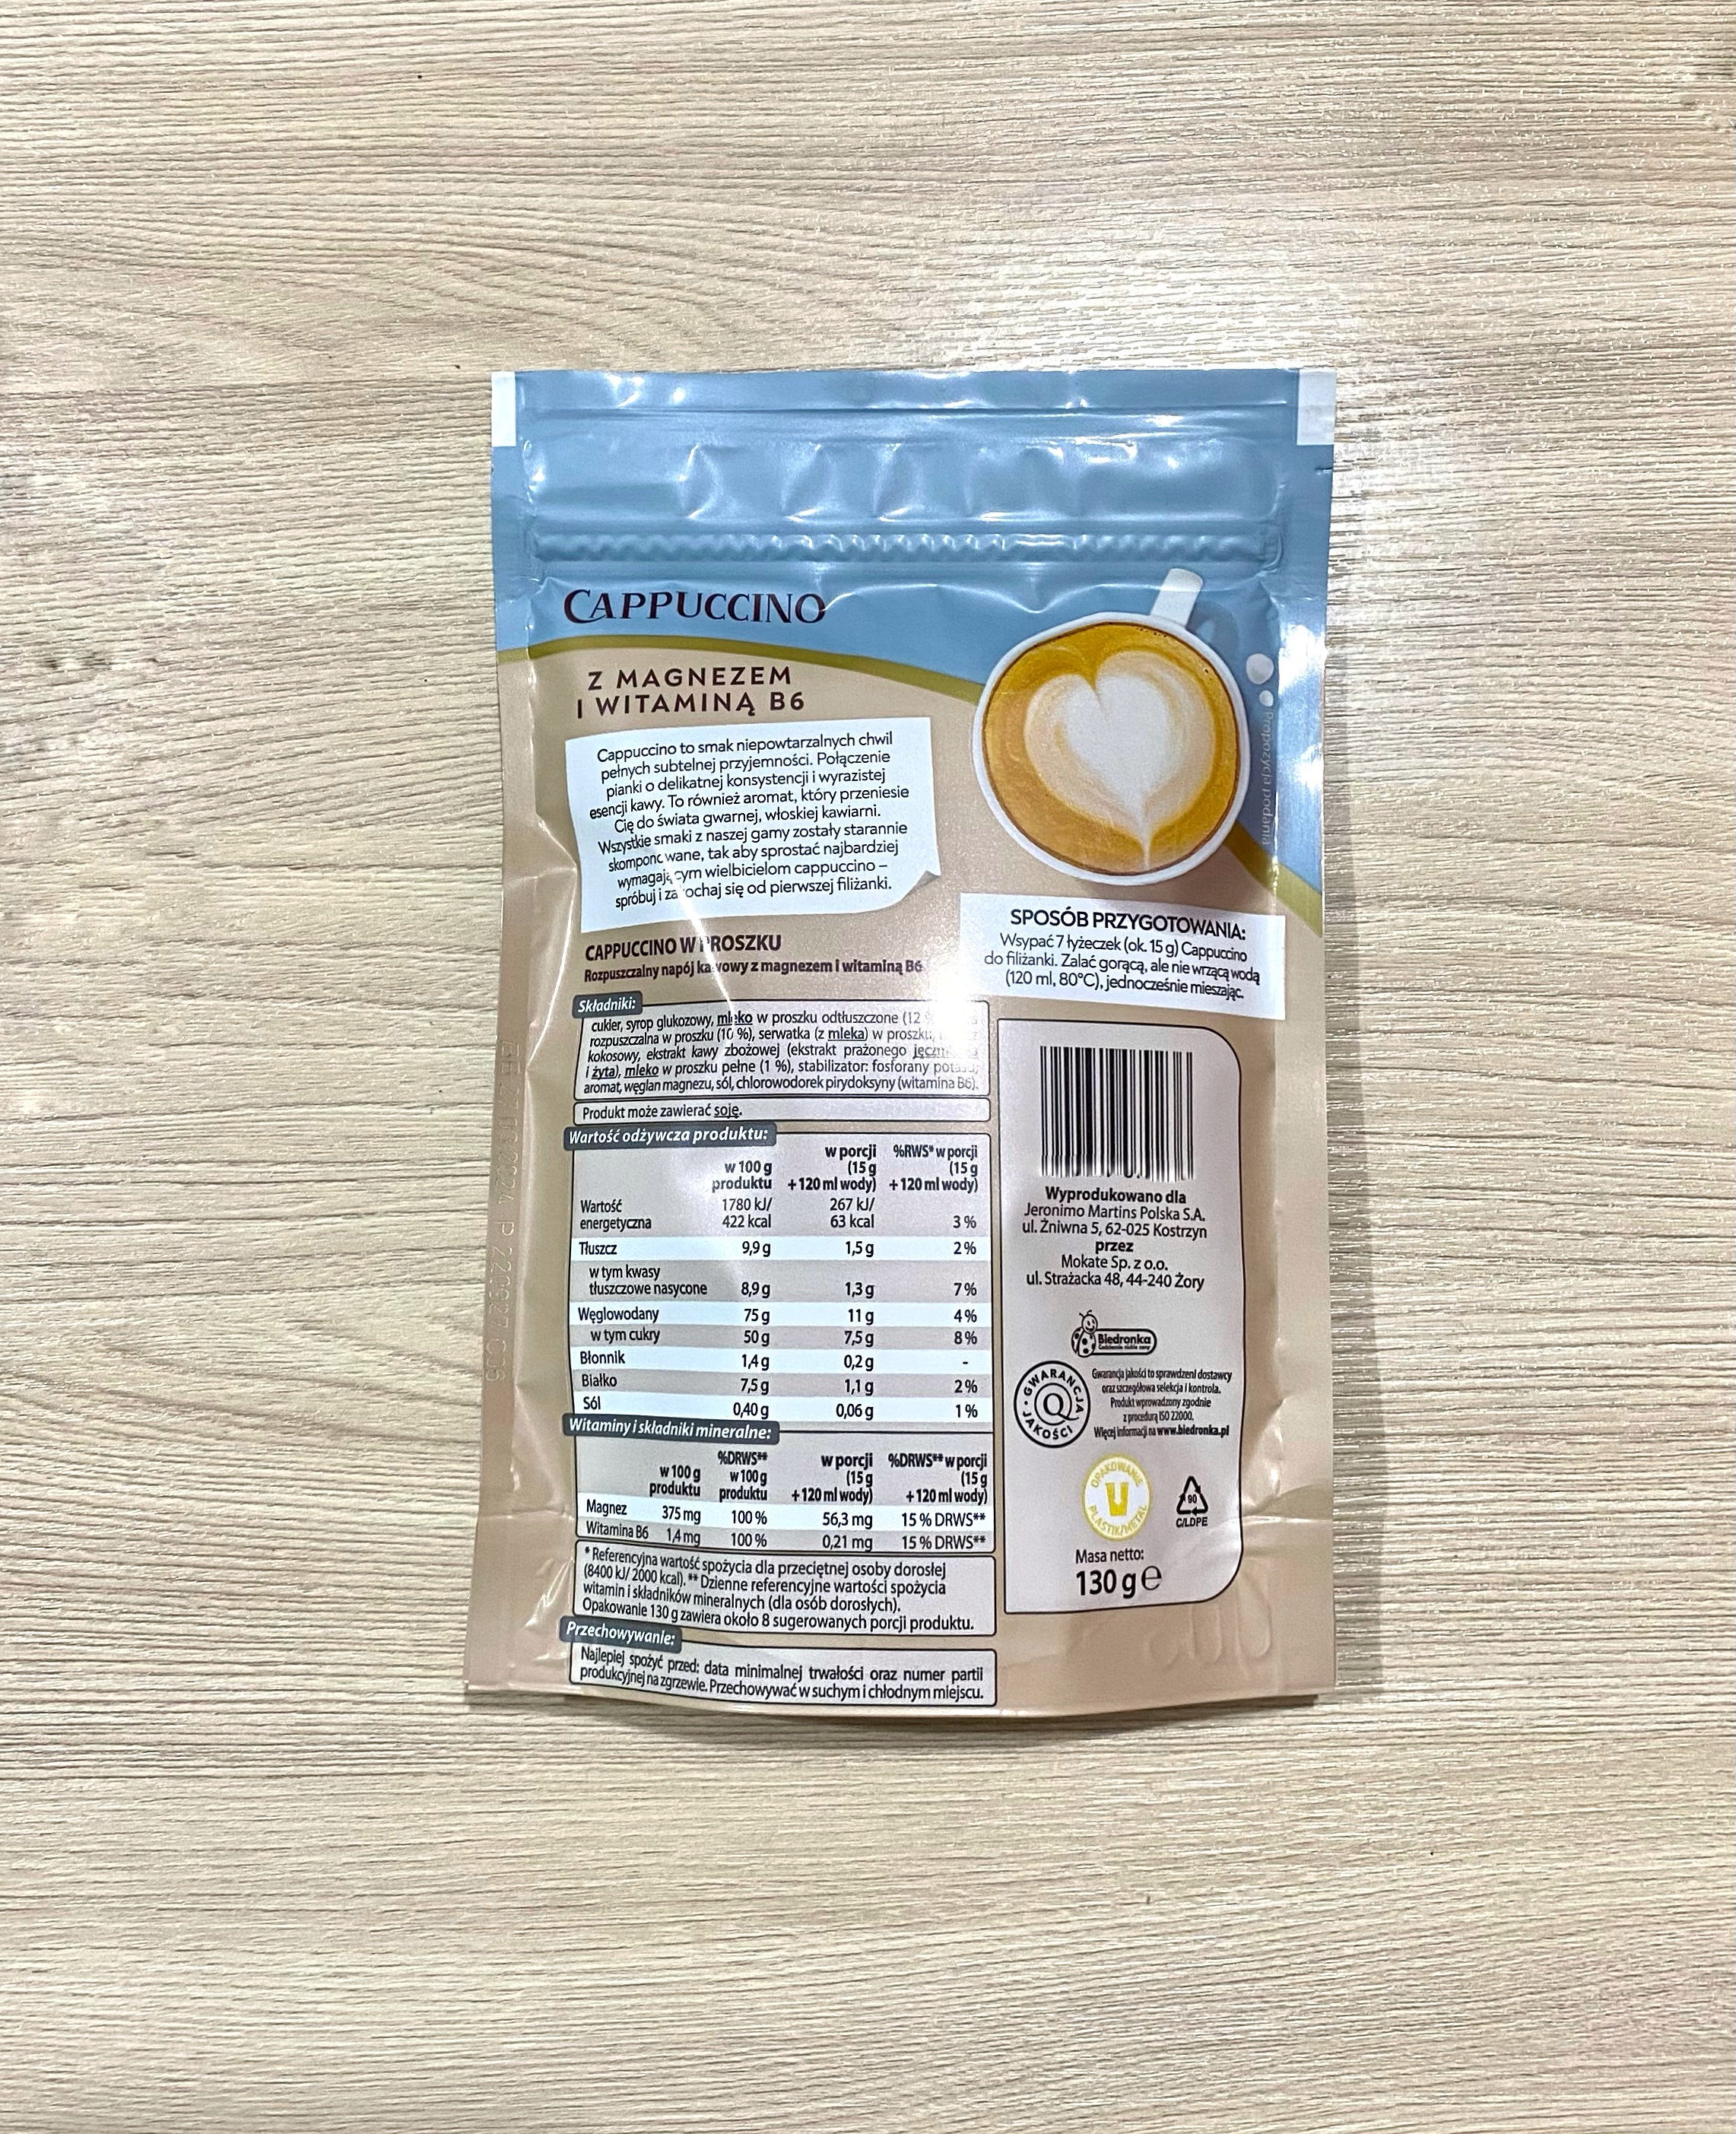 CAPPUCCINO
Z MAGNEZEM
I WITAMINĄ B6
Cappuccino to smak niepowtarzalnych chwil
pełnych subtelnej przyjemności. Połączenie
pianki o delikatnej konsystencji i wyrazistej
esencji kawy. To również aromat, który przeniesie
Cię do świata gwarnej, włoskiej kawiarni.
Wszystkie smaki z naszej gamy zostały starannie
skomponowane, tak aby sprostać najbardziej
wymagającym wielbicielom cappuccino –
spróbuj i zakochaj się od pierwszej filiżanki.
Propozycja podania
SPOSÓB PRZYGOTOWANIA:
Wsypać 7 łyżeczek (ok. 15 g) Cappuccino
do filiżanki. Zalać gorącą, ale nie wrzącą wodą
(120 ml, 80°C), jednocześnie mieszając.
CAPPUCCINO W PROSZKU
Rozpuszczalny napój kawowy z magnezem i witaminą B6
Składniki:
cukier, syrop glukozowy, mleko w proszku odtłuszczone (12 %
rozpuszczalna w proszku (10 %), serwatka (z mleka) w proszku,
kokosowy, ekstrakt kawy zbożowej (ekstrakt prażonego
i żyta), mleko w proszku pełne (1 %), stabilizator: fosforany potasu,
aromat, węglan magnezu, sól, chlorowodorek pirydoksyny (witamina B6).
Produkt może zawierać soję.
Wartość odżywcza produktu:
w 100 g produktu w porcji (15 g + 120 ml wody) %RWS* w porcji (15 g + 120 ml wody)
Wartość energetyczna 1780 kJ/ 422 kcal 267 kJ/ 63 kcal 3 %
Tłuszcz 9,9 g 1,5 g 2 %
w tym kwasy tłuszczowe nasycone 8,9 g 1,3 g 7 %
Węglowodany 75 g 11 g 4 %
w tym cukry 50 g 7,5 g 8 %
Błonnik 1,4 g 0,2 g -
Białko 7,5 g 1,1 g 2 %
Sól 0,40 g 0,06 g 1 %
Witaminy i składniki mineralne:
w 100 g produktu %DRWS** w 100 g produktu w porcji (15 g + 120 ml wody) %DRWS** w porcji (15 g + 120 ml wody)
Magnez 375 mg 100 % 56,3 mg 15 % DRWS**
Witamina B6 1,4 mg 100 % 0,21 mg 15 % DRWS**
* Referencyjna wartość spożycia dla przeciętnej osoby dorosłej
(8400 kJ/ 2000 kcal). ** Dzienne referencyjne wartości spożycia
witamin i składników mineralnych (dla osób dorosłych).
Opakowanie 130 g zawiera około 8 sugerowanych porcji produktu.
Przechowywanie:
Najlepiej spożyć przed: data minimalnej trwałości oraz numer partii
produkcyjnej na zgrzewie. Przechowywać w suchym i chłodnym miejscu.
Wyprodukowano dla
Jeronimo Martins Polska S.A.
ul. Żniwna 5, 62-025 Kostrzyn
przez
Mokate Sp. z o.o.
ul. Strażacka 48, 44-240 Żory
Biedronka
Codziennie niskie ceny
GWARANCJA JAKOŚCI
Q
Gwarancja jakości to sprawdzeni dostawcy
oraz szczegółowa selekcja i kontrola.
Produkt wprowadzony zgodnie
z procedurą ISO 22000.
Więcej informacji na www.biedronka.pl
OPAKOWANIE
PLASTIK/METAL
90
C/LDPE
Masa netto:
130 g e